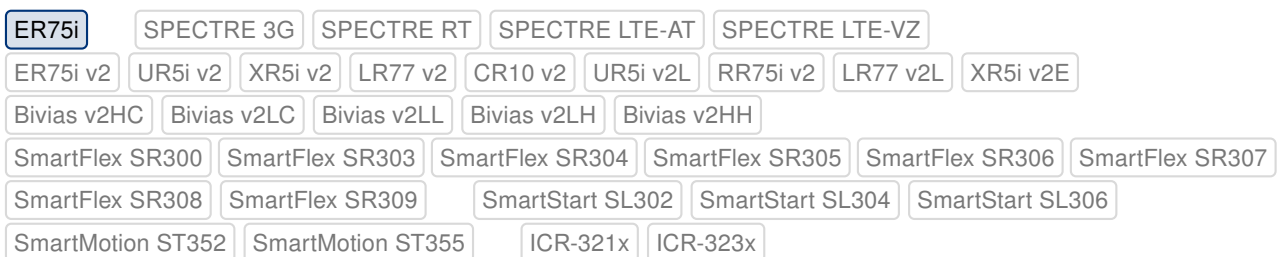 ER75i SPECTRE 3G SPECTRE RT SPECTRE LTE-AT SPECTRE LTE-VZ
ER75i v2 UR5i v2 XR5i v2 LR77 v2 CR10 v2 UR5i v2L RR75i v2 LR77 v2L XR5i v2E
Bivias v2HC Bivias v2LC Bivias v2LL Bivias v2LH Bivias v2HH
SmartFlex SR300 SmartFlex SR303 SmartFlex SR304 SmartFlex SR305 SmartFlex SR306 SmartFlex SR307
SmartFlex SR308 SmartFlex SR309 SmartStart SL302 SmartStart SL304 SmartStart SL306
SmartMotion ST352 SmartMotion ST355 ICR-321x ICR-323x